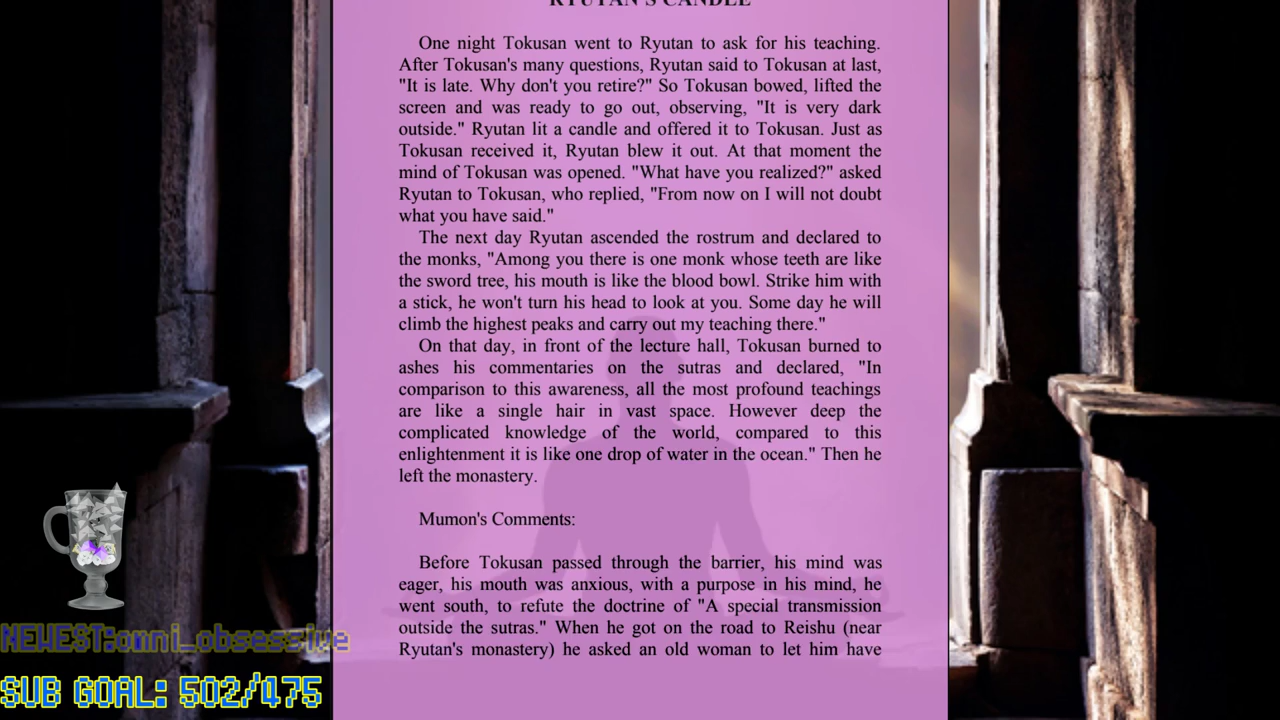 RYUTAN'S CANDLE
One night Tokusan went to Ryutan to ask for his teaching.
After Tokusan's many questions, Ryutan said to Tokusan at last,
"It is late. Why don't you retire?" So Tokusan bowed, lifted the
screen and was ready to go out, observing, "It is very dark
outside." Ryutan lit a candle and offered it to Tokusan. Just as
Tokusan received it, Ryutan blew it out. At that moment the
mind of Tokusan was opened. "What have you realized?" asked
Ryutan to Tokusan, who replied, "From now on I will not doubt
what you have said."
The next day Ryutan ascended the rostrum and declared to
the monks, "Among you there is one monk whose teeth are like
the sword tree, his mouth is like the blood bowl. Strike him with
a stick, he won't turn his head to look at you. Some day he will
climb the highest peaks and carry out my teaching there."
On that day, in front of the lecture hall, Tokusan burned to
ashes his commentaries on the sutras and declared, "In
comparison to this awareness, all the most profound teachings
are like a single hair in vast space. However deep the
complicated knowledge of the world, compared to this
enlightenment it is like one drop of water in the ocean." Then he
left the monastery.
Mumon's Comments:
Before Tokusan passed through the barrier, his mind was
eager, his mouth was anxious, with a purpose in his mind, he
went south, to refute the doctrine of "A special transmission
outside the sutras." When he got on the road to Reishu (near
Ryutan's monastery) he asked an old woman to let him have
NEWEST:omni_obsessive
SUB GOAL: 502/475